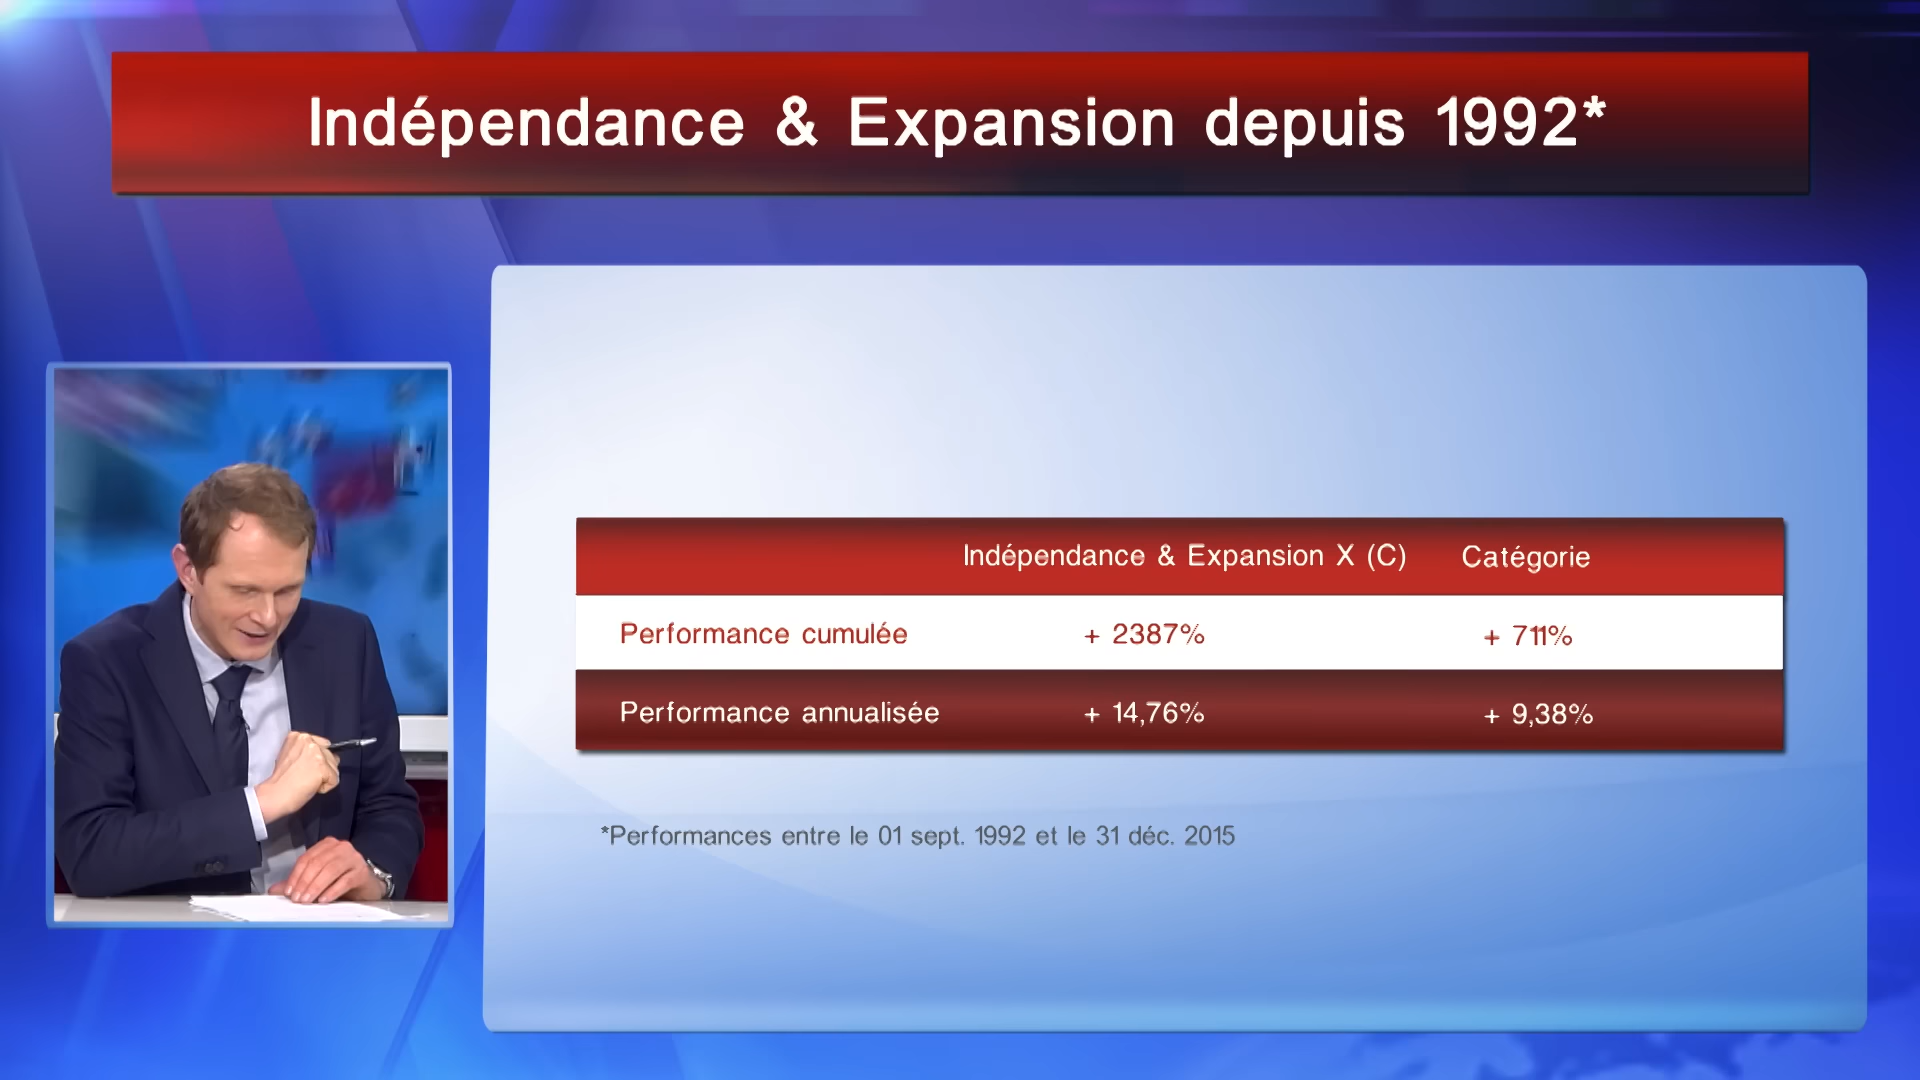 Indépendance & Expansion depuis 1992*
Indépendance & Expansion X (C) Catégorie
Performance cumulée + 2387% + 711%
Performance annualisée + 14,76% + 9,38%
*Performances entre le 01 sept. 1992 et le 31 déc. 2015